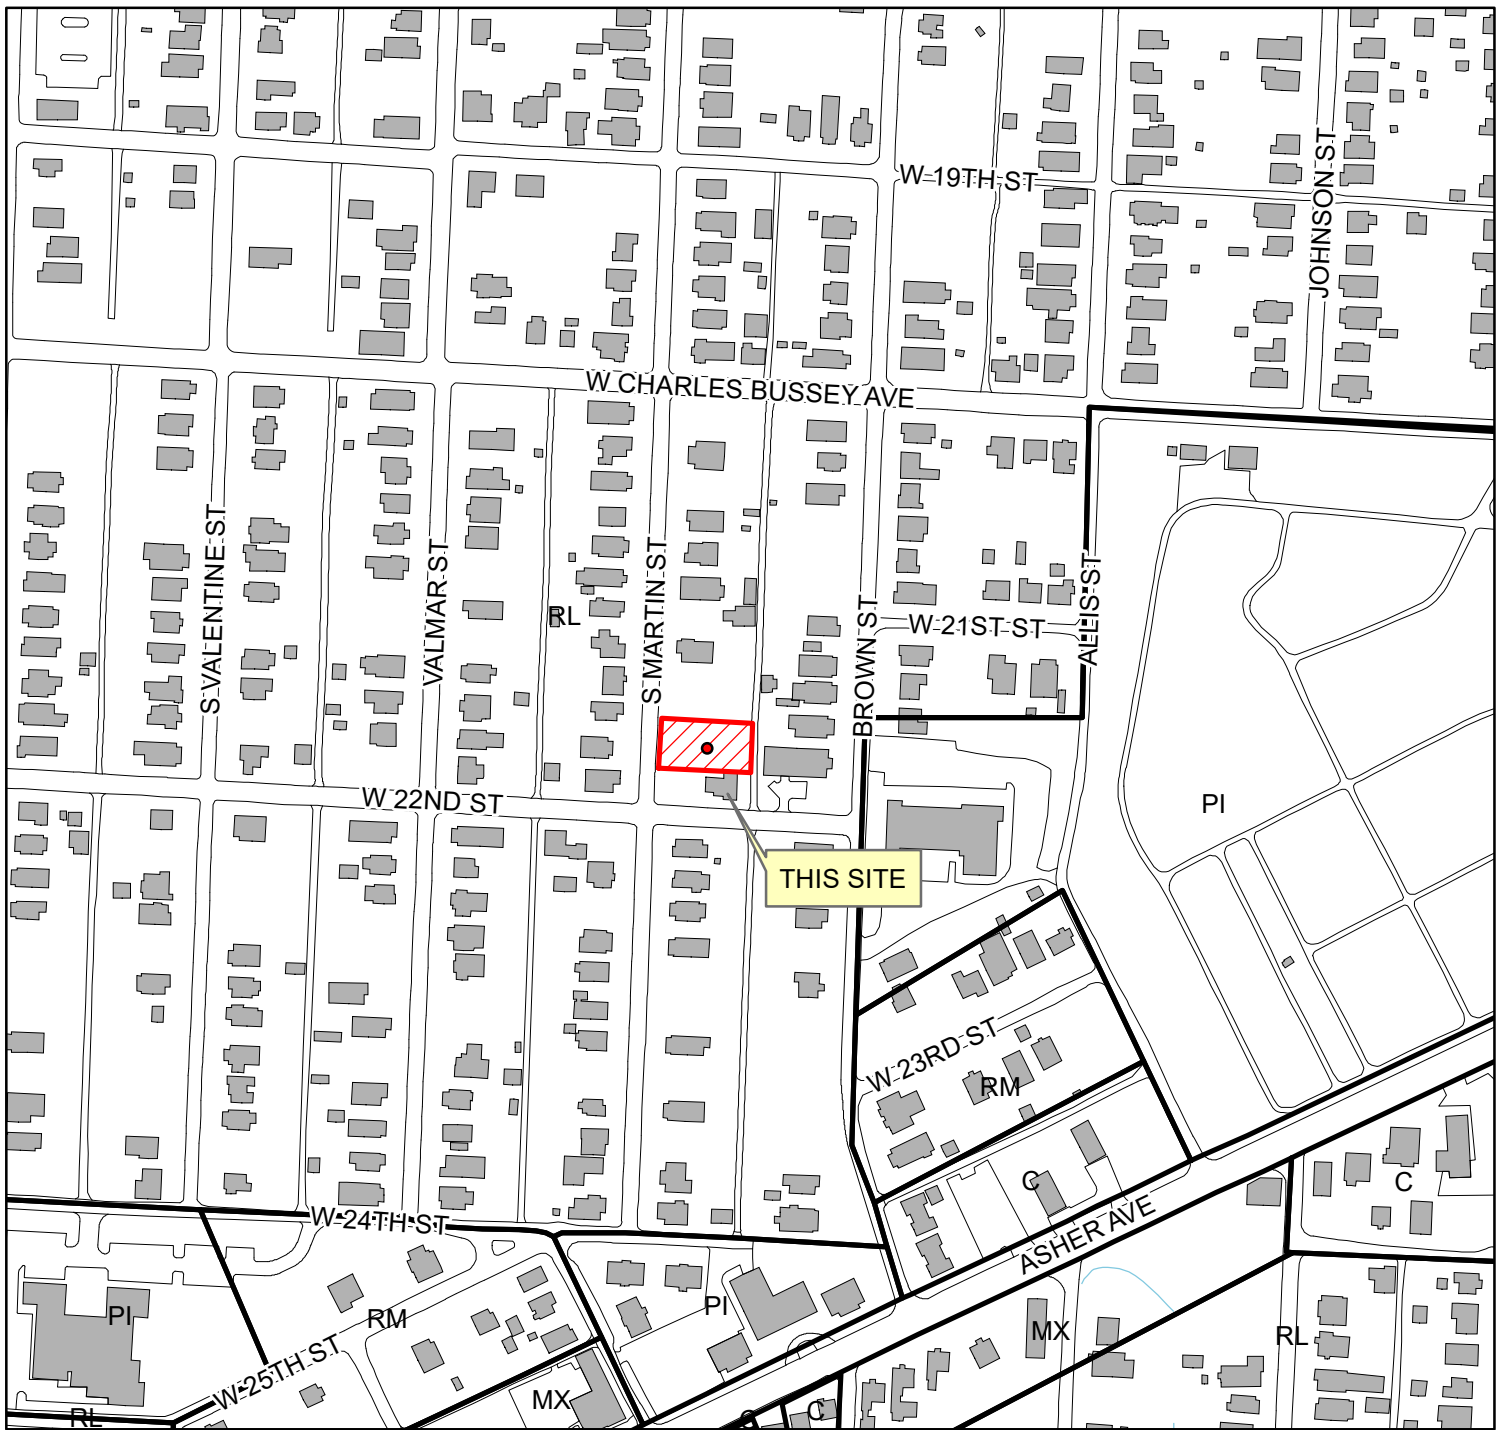 W 19TH ST
JOHNSON ST
W CHARLES BUSSEY AVE
S VALENTINE ST
VALMAR ST
RL
S MARTIN ST
BROWN ST
W 21ST ST
ALLIS ST
W 22ND ST
PI
THIS SITE
W 23RD ST
RM
C
C
W 24TH ST
ASHER AVE
PI
RM
PI
MX
RL
W 25TH ST
MX
RL
C
C